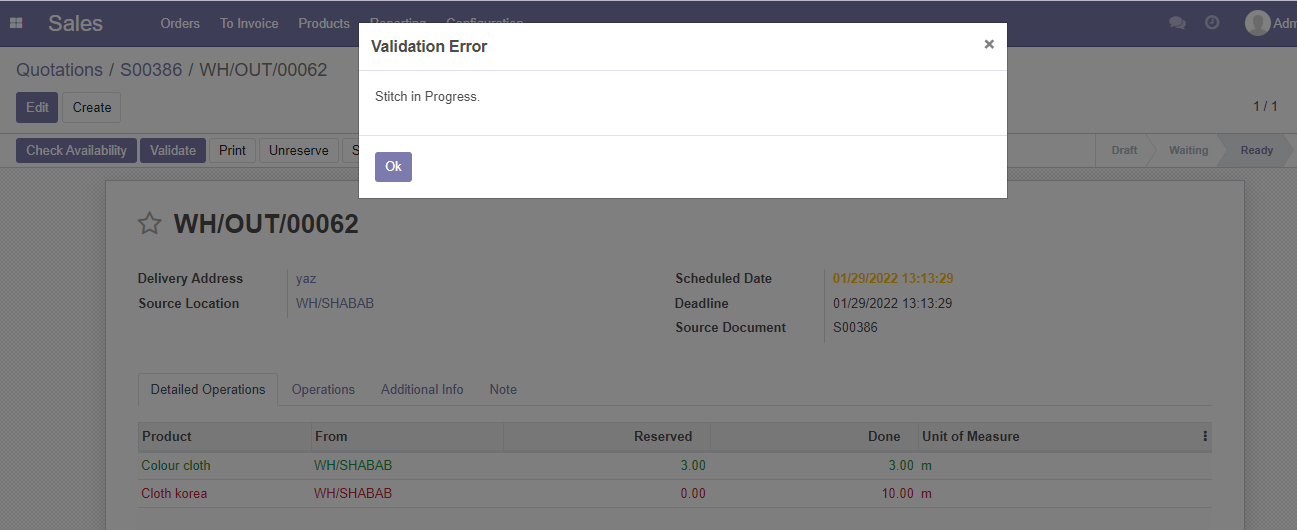 Sales Orders To Invoice Products Reporting Configuration Adm
Validation Error ×
Quotations / S00386 / WH/OUT/00062
Stitch in Progress.
Edit Create 1 / 1
Check Availability Validate Print Unreserve S Draft Waiting Ready
Ok
WH/OUT/00062
Delivery Address yaz Scheduled Date 01/29/2022 13:13:29
Source Location WH/SHABAB Deadline 01/29/2022 13:13:29
Source Document S00386
Detailed Operations Operations Additional Info Note
Product From Reserved Done Unit of Measure
Colour cloth WH/SHABAB 3.00 3.00 m
Cloth korea WH/SHABAB 0.00 10.00 m